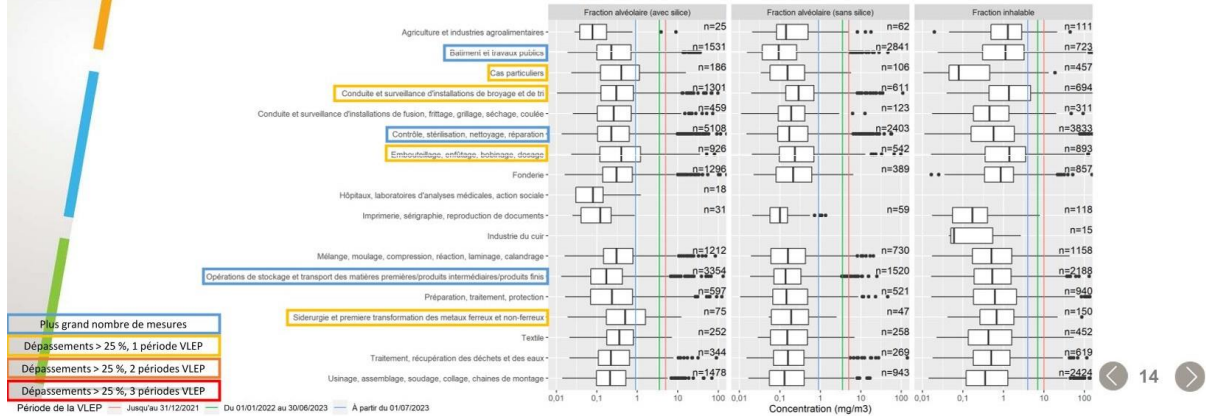 Fraction alvéolaire (avec silice) Fraction alvéolaire (sans silice) Fraction inhalable
Agriculture et industries agroalimentaires n=25 n=62 n=111
Batiment et travaux publics n=1531 n=2841 n=723
Cas particuliers n=186 n=106 n=457
Conduite et surveillance d'installations de broyage et de tri n=1301 n=611 n=694
Conduite et surveillance d'installations de fusion, frittage, grillage, séchage, coulée n=459 n=123 n=311
Contrôle, stérilisation, nettoyage, réparation n=5108 n=2403 n=3833
Embouteillage, enfûtage, bobinage, dosage n=926 n=542 n=893
Fonderie n=1296 n=389 n=857
Hôpitaux, laboratoires d'analyses médicales, action sociale n=18
Imprimerie, sérigraphie, reproduction de documents n=31 n=59 n=118
Industrie du cuir n=15
Mélange, moulage, compression, réaction, laminage, calandrage n=1212 n=730 n=1158
Opérations de stockage et transport des matières premières/produits intermédiaires/produits finis n=3354 n=1520 n=2188
Préparation, traitement, protection n=597 n=521 n=940
Siderurgie et premiere transformation des metaux ferreux et non-ferreux n=75 n=47 n=150
Textile n=252 n=258 n=452
Traitement, récupération des déchets et des eaux n=344 n=269 n=619
Usinage, assemblage, soudage, collage, chaines de montage n=1478 n=943 n=2424
0,01 0,1 1 10 100 0,01 0,1 1 10 100 0,01 0,1 1 10 100
Concentration (mg/m3)
Plus grand nombre de mesures
Dépassements > 25 %, 1 période VLEP
Dépassements > 25 %, 2 périodes VLEP
Dépassements > 25 %, 3 périodes VLEP
Période de la VLEP Jusqu'au 31/12/2021 Du 01/01/2022 au 30/06/2023 À partir du 01/07/2023
14